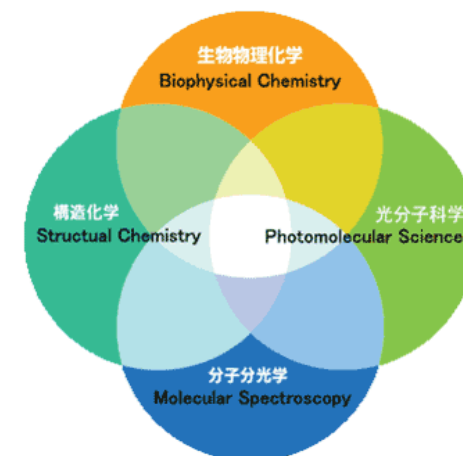 生物物理化学
Biophysical Chemistry
構造化学
Structual Chemistry
光分子科学
Photomolecular Science
分子分光学
Molecular Spectroscopy